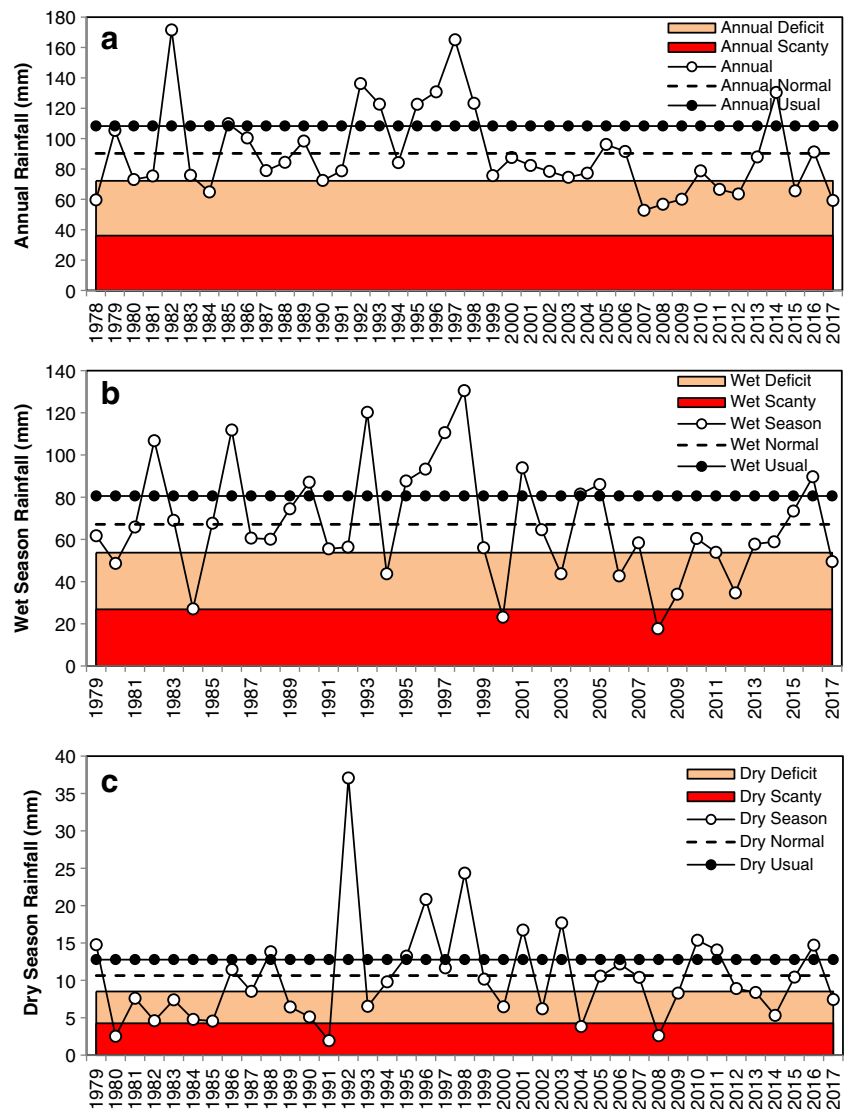 a
Annual Rainfall (mm)
180
160
140
120
100
80
60
40
20
0
Annual Deficit
Annual Scanty
Annual
Annual Normal
Annual Usual
1978 1979 1980 1981 1982 1983 1984 1985 1986 1987 1988 1989 1990 1991 1992 1993 1994 1995 1996 1997 1998 1999 2000 2001 2002 2003 2004 2005 2006 2007 2008 2009 2010 2011 2012 2013 2014 2015 2016 2017
b
Wet Season Rainfall (mm)
140
120
100
80
60
40
20
0
Wet Deficit
Wet Scanty
Wet Season
Wet Normal
Wet Usual
1979 1981 1983 1985 1987 1989 1991 1993 1995 1997 1999 2001 2003 2005 2007 2009 2011 2013 2015 2017
c
Dry Season Rainfall (mm)
40
35
30
25
20
15
10
5
0
Dry Deficit
Dry Scanty
Dry Season
Dry Normal
Dry Usual
1979 1980 1981 1982 1983 1984 1985 1986 1987 1988 1989 1990 1991 1992 1993 1994 1995 1996 1997 1998 1999 2000 2001 2002 2003 2004 2005 2006 2007 2008 2009 2010 2011 2012 2013 2014 2015 2016 2017